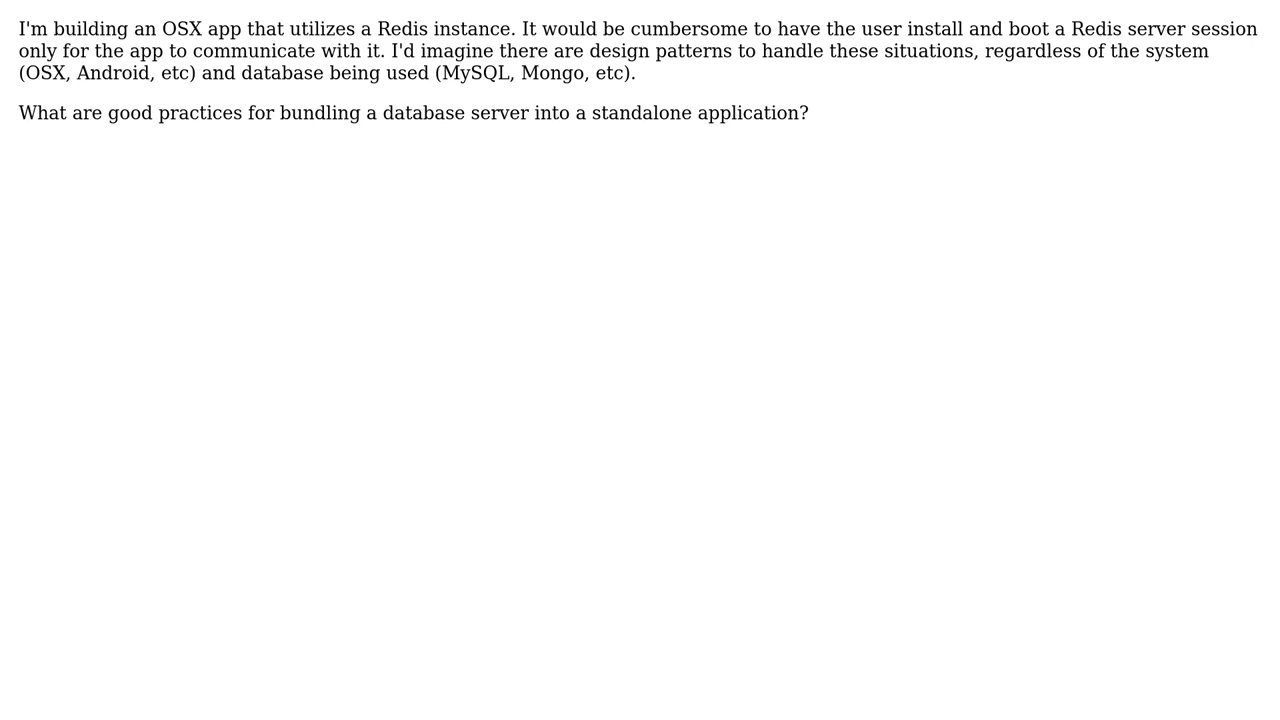 I'm building an OSX app that utilizes a Redis instance. It would be cumbersome to have the user install and boot a Redis server session
only for the app to communicate with it. I'd imagine there are design patterns to handle these situations, regardless of the system
(OSX, Android, etc) and database being used (MySQL, Mongo, etc).
What are good practices for bundling a database server into a standalone application?